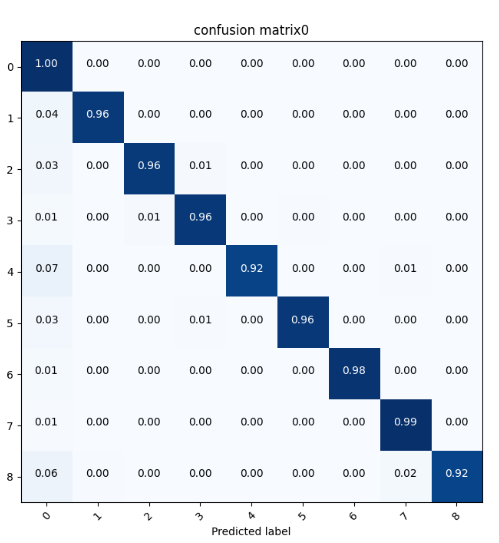 confusion matrix0
0 1.00 0.00 0.00 0.00 0.00 0.00 0.00 0.00 0.00
1 0.04 0.96 0.00 0.00 0.00 0.00 0.00 0.00 0.00
2 0.03 0.00 0.96 0.01 0.00 0.00 0.00 0.00 0.00
3 0.01 0.00 0.01 0.96 0.00 0.00 0.00 0.00 0.00
4 0.07 0.00 0.00 0.00 0.92 0.00 0.00 0.01 0.00
5 0.03 0.00 0.00 0.01 0.00 0.96 0.00 0.00 0.00
6 0.01 0.00 0.00 0.00 0.00 0.00 0.98 0.00 0.00
7 0.01 0.00 0.00 0.00 0.00 0.00 0.00 0.99 0.00
8 0.06 0.00 0.00 0.00 0.00 0.00 0.00 0.02 0.92
0 1 2 3 4 5 6 7 8
Predicted label